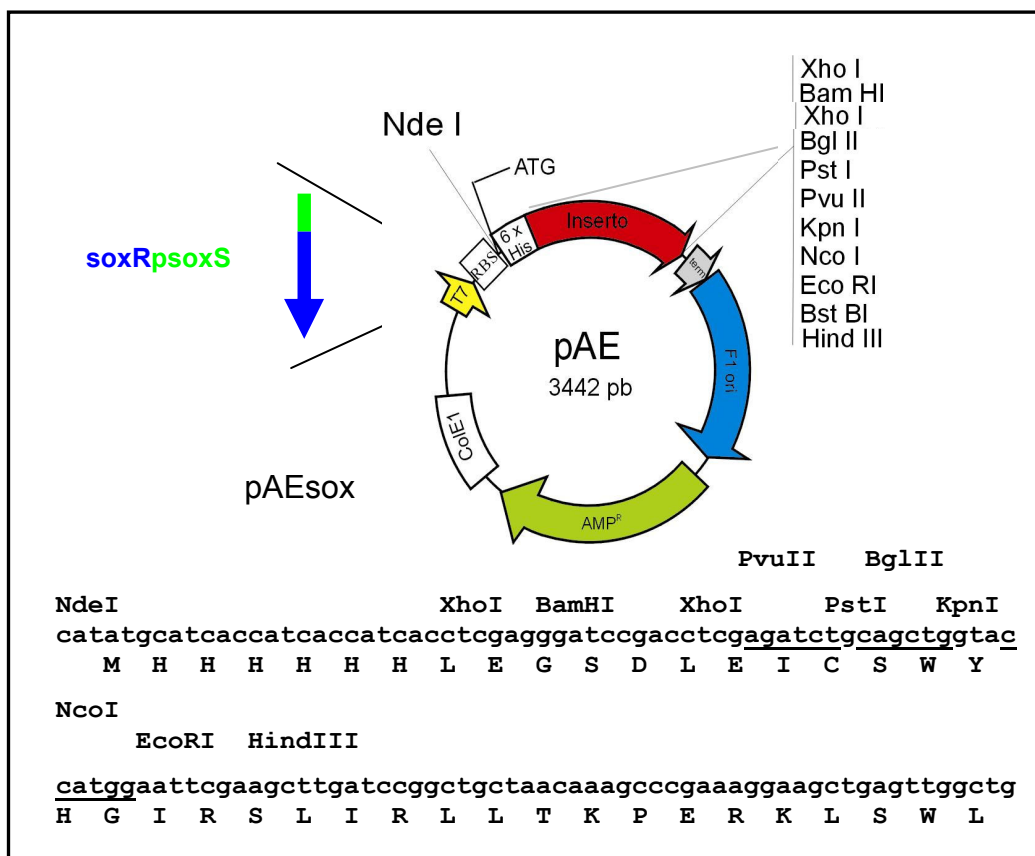 Xho I
Bam HI
Xho I
Bgl II
Pst I
Pvu II
Kpn I
Nco I
Eco RI
Bst BI
Hind III
Nde I
ATG
6 x
His
Inserto
RBS
T7
term
soxRpsoxS
pAE
3442 pb
F1 ori
ColE1
pAEsox
AMPR
PvuII BglII
NdeI XhoI BamHI XhoI PstI KpnI
catatgcatcaccatcaccatcacctcgagggatccgacctcgagatctgcagctggtacc
M H H H H H H L E G S D L E I C S W Y
NcoI
EcoRI HindIII
catggaattcgaagcttgatccggctgctaacaaagcccgaaaggaagctgagttggctg
H G I R S L I R L L T K P E R K L S W L